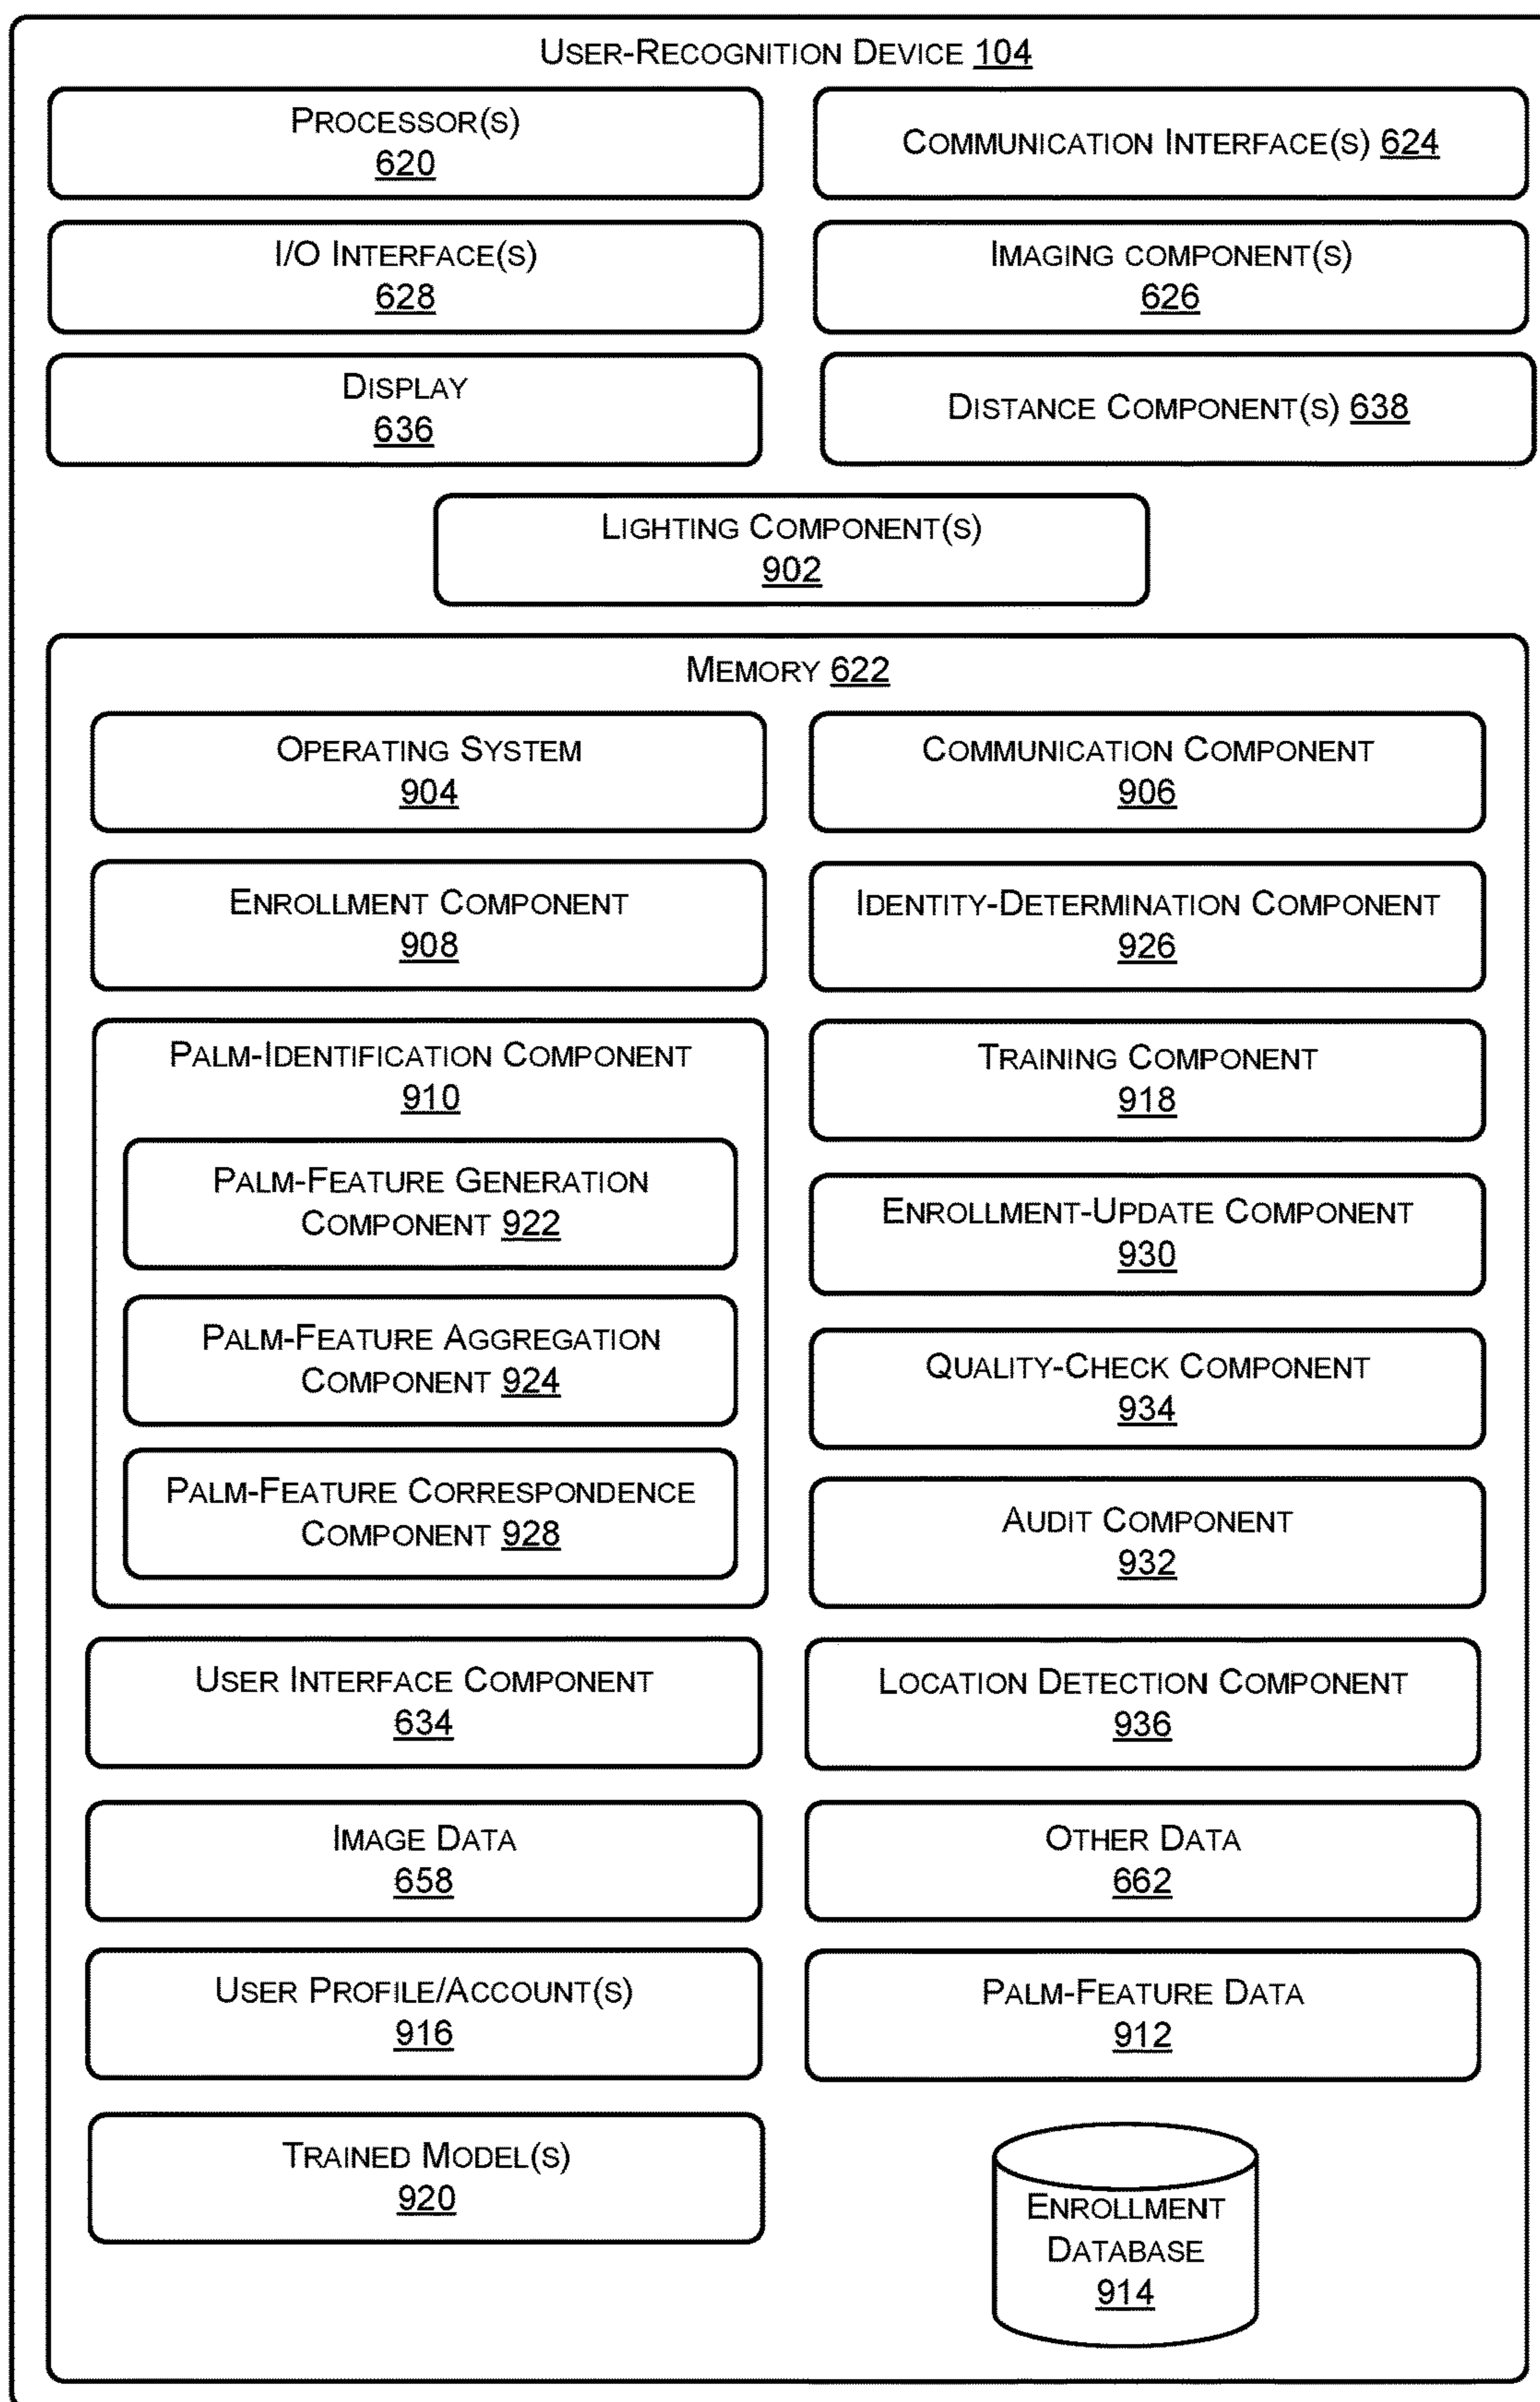 USER-RECOGNITION DEVICE 104
PROCESSOR(S)
620
COMMUNICATION INTERFACE(S) 624
I/O INTERFACE(S)
628
IMAGING COMPONENT(S)
626
DISPLAY
636
DISTANCE COMPONENT(S) 638
LIGHTING COMPONENT(S)
902
MEMORY 622
OPERATING SYSTEM
904
COMMUNICATION COMPONENT
906
ENROLLMENT COMPONENT
908
IDENTITY-DETERMINATION COMPONENT
926
PALM-IDENTIFICATION COMPONENT
910
PALM-FEATURE GENERATION
COMPONENT 922
PALM-FEATURE AGGREGATION
COMPONENT 924
PALM-FEATURE CORRESPONDENCE
COMPONENT 928
TRAINING COMPONENT
918
ENROLLMENT-UPDATE COMPONENT
930
QUALITY-CHECK COMPONENT
934
AUDIT COMPONENT
932
USER INTERFACE COMPONENT
634
LOCATION DETECTION COMPONENT
936
IMAGE DATA
658
OTHER DATA
662
USER PROFILE/ACCOUNT(S)
916
PALM-FEATURE DATA
912
TRAINED MODEL(S)
920
ENROLLMENT
DATABASE
914